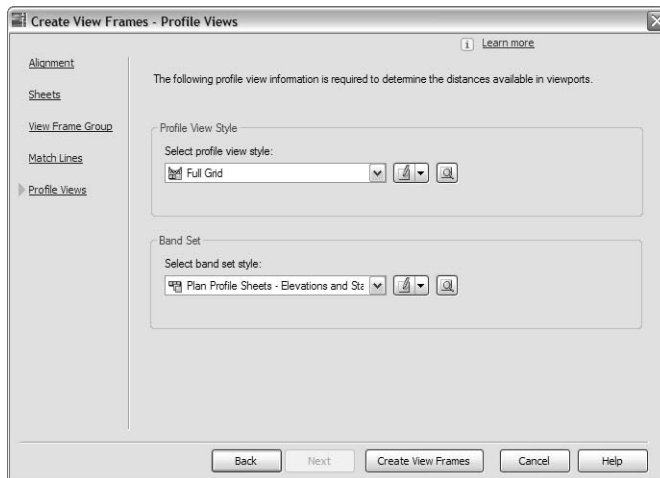 Create View Frames - Profile Views
Learn more
Alignment
Sheets
View Frame Group
Match Lines
Profile Views
The following profile view information is required to determine the distances available in viewports.
Profile View Style
Select profile view style:
Full Grid
Band Set
Select band set style:
Plan Profile Sheets - Elevations and Sta
Back
Next
Create View Frames
Cancel
Help